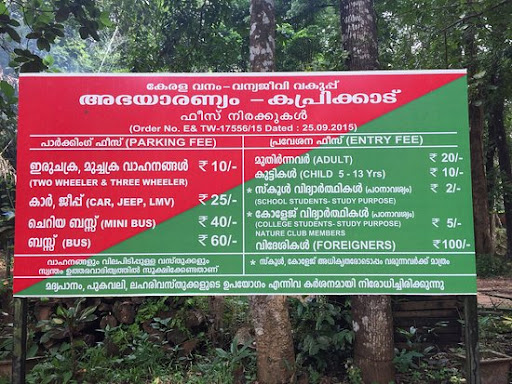 കേരള വനം-വന്യജീവി വകുപ്പ്
അഭയാരണ്യം - കപ്രിക്കാട്
ഫീസ് നിരക്കുകൾ
(Order No. E& TW-17556/15 Dated : 25.09.2015)
പാർക്കിംഗ് ഫീസ് (PARKING FEE)
ഇരുചക്ര, മുച്ചക്ര വാഹനങ്ങൾ ₹ 10/-
(TWO WHEELER & THREE WHEELER)
കാർ, ജീപ്പ് (CAR, JEEP, LMV) ₹ 25/-
ചെറിയ ബസ്സ് (MINI BUS) ₹ 40/-
ബസ്സ് (BUS) ₹ 60/-
വാഹനങ്ങളും വിലപിടിപ്പുള്ള വസ്തുക്കളും
സ്വന്തം ഉത്തരവാദിത്വത്തിൽ സൂക്ഷിക്കേണ്ടതാണ്
പ്രവേശന ഫീസ് (ENTRY FEE)
മുതിർന്നവർ (ADULT) ₹ 20/-
കുട്ടികൾ (CHILD 5 - 13 Yrs) ₹ 10/-
* സ്കൂൾ വിദ്യാർത്ഥികൾ (പഠനാവശ്യം) ₹ 2/-
(SCHOOL STUDENTS- STUDY PURPOSE)
* കോളേജ് വിദ്യാർത്ഥികൾ (പഠനാവശ്യം)
(COLLEGE STUDENTS- STUDY PURPOSE) ₹ 5/-
NATURE CLUB MEMBERS
വിദേശികൾ (FOREIGNERS) ₹100/-
* സ്കൂൾ, കോളേജ് അധികൃതരോടൊപ്പം വരുന്നവർക്ക് മാത്രം
മദ്യപാനം, പുകവലി, ലഹരിവസ്തുക്കളുടെ ഉപയോഗം എന്നിവ കർശനമായി നിരോധിച്ചിരിക്കുന്നു